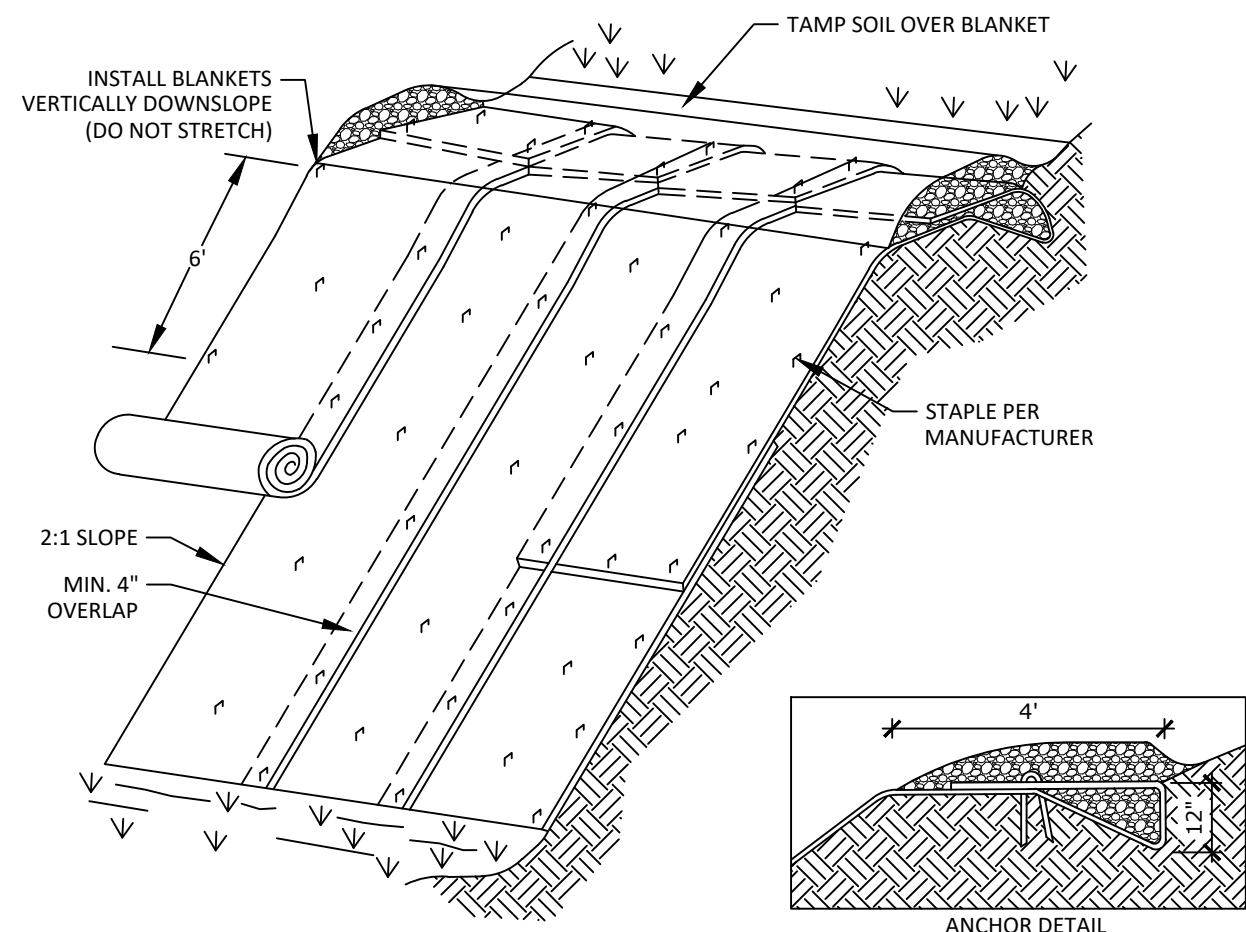 TAMP SOIL OVER BLANKET
INSTALL BLANKETS
VERTICALLY DOWNSLOPE
(DO NOT STRETCH)
6'
STAPLE PER
MANUFACTURER
2:1 SLOPE
MIN. 4"
OVERLAP
4'
12"
ANCHOR DETAIL